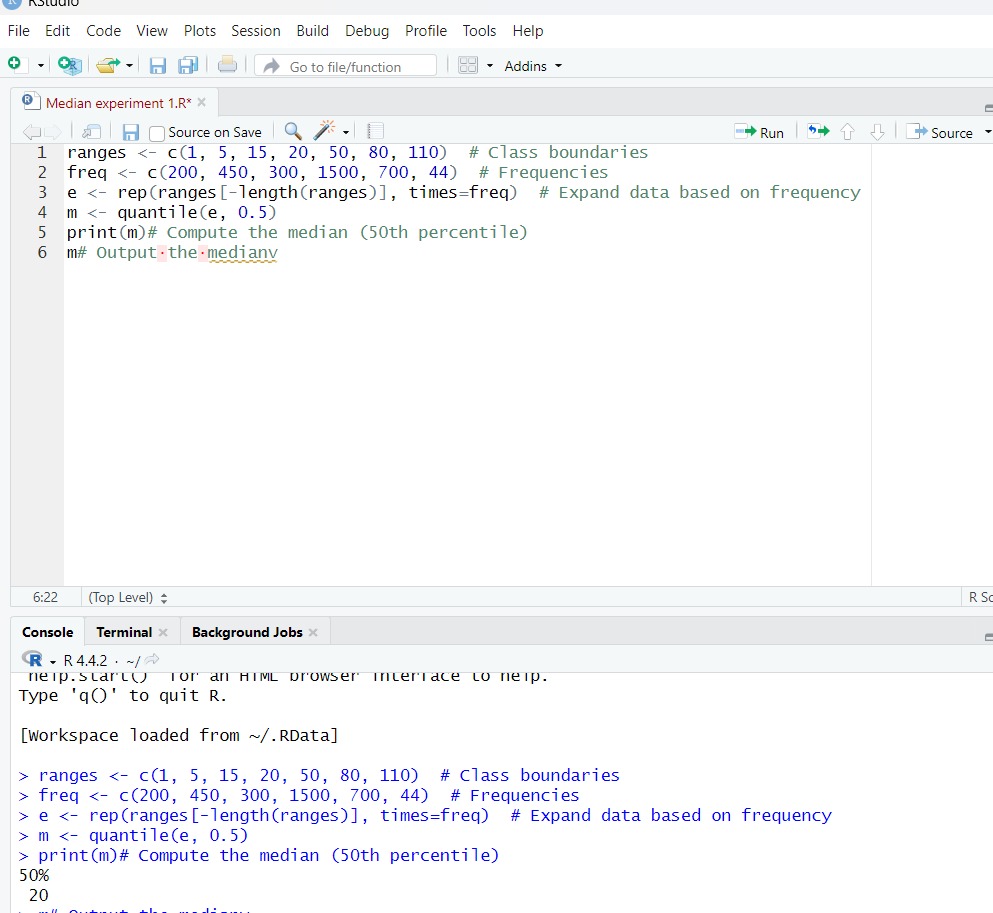 RStudio
File Edit Code View Plots Session Build Debug Profile Tools Help
Go to file/function Addins
Median experiment 1.R*
Source on Save Run Source
1 ranges <- c(1, 5, 15, 20, 50, 80, 110)  # Class boundaries
2 freq <- c(200, 450, 300, 1500, 700, 44)  # Frequencies
3 e <- rep(ranges[-length(ranges)], times=freq)  # Expand data based on frequency
4 m <- quantile(e, 0.5)
5 print(m)# Compute the median (50th percentile)
6 m# Output·the·medianv
6:22 (Top Level) R Sc
Console Terminal Background Jobs
R 4.4.2 · ~/
'help.start()' for an HTML browser interface to help.
Type 'q()' to quit R.
[Workspace loaded from ~/.RData]
> ranges <- c(1, 5, 15, 20, 50, 80, 110)  # Class boundaries
> freq <- c(200, 450, 300, 1500, 700, 44)  # Frequencies
> e <- rep(ranges[-length(ranges)], times=freq)  # Expand data based on frequency
> m <- quantile(e, 0.5)
> print(m)# Compute the median (50th percentile)
50%
20
> m# Output the medianv